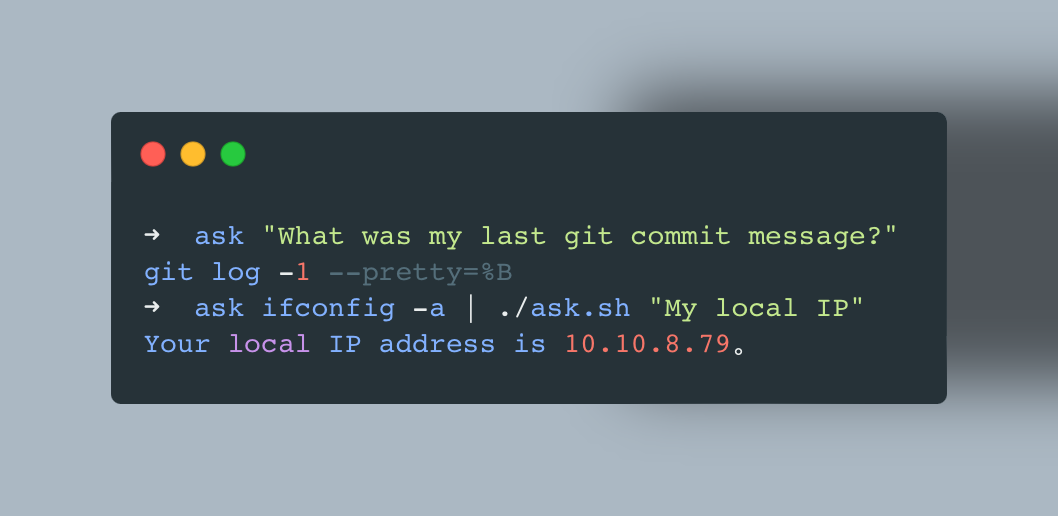 ➜  ask "What was my last git commit message?"
git log -1 --pretty=%B
➜  ask ifconfig -a | ./ask.sh "My local IP"
Your local IP address is 10.10.8.79。